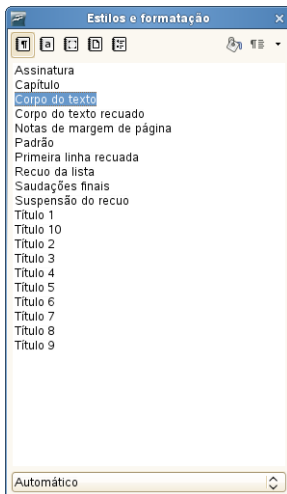 Estilos e formatação
Assinatura
Capítulo
Corpo do texto
Corpo do texto recuado
Notas de margem de página
Padrão
Primeira linha recuada
Recuo da lista
Saudações finais
Suspensão do recuo
Título 1
Título 10
Título 2
Título 3
Título 4
Título 5
Título 6
Título 7
Título 8
Título 9
Automático